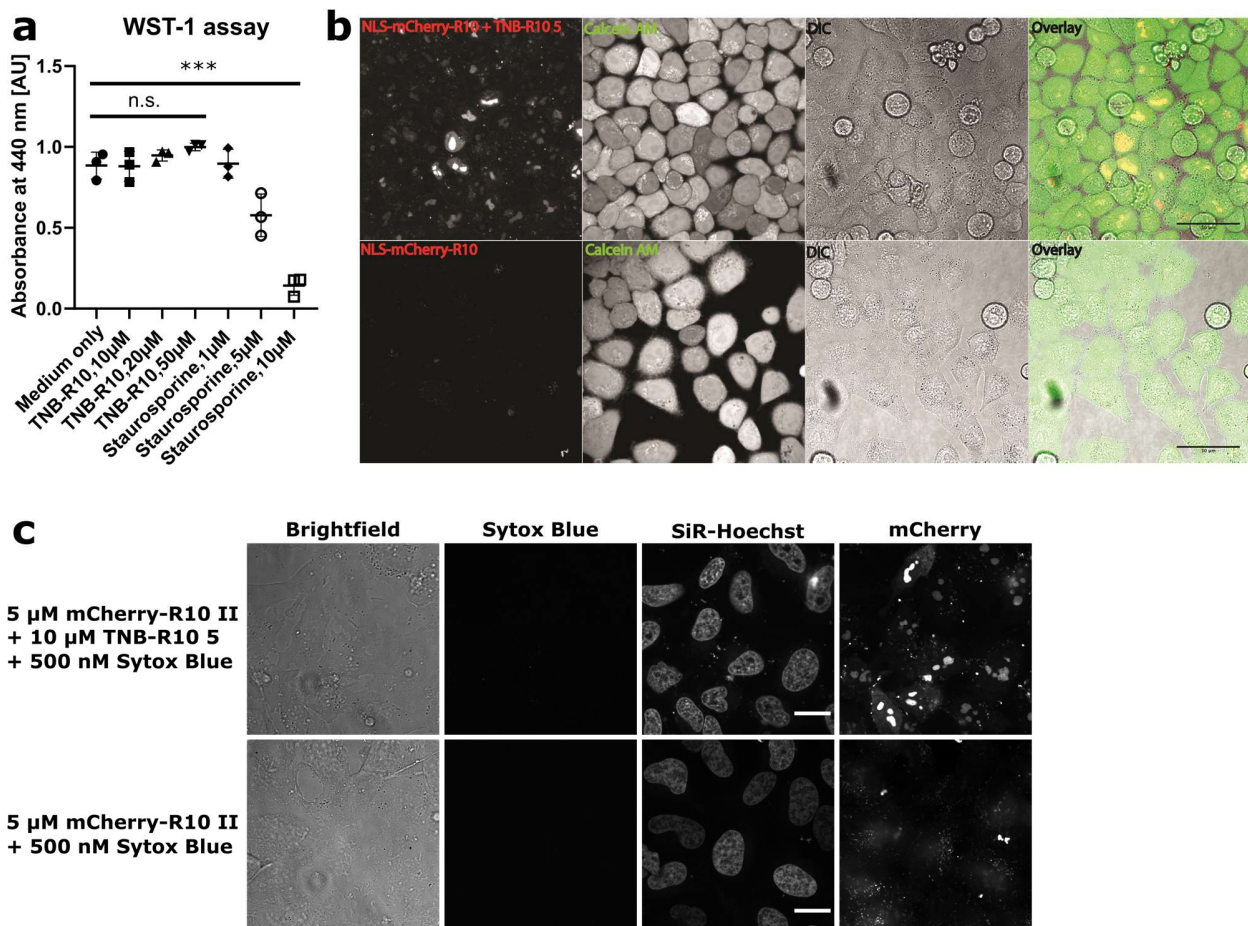 a
WST-1 assay
Absorbance at 440 nm [AU]
1.5
1.0
0.5
0.0
***
n.s.
Medium only
TNB-R10,10µM
TNB-R10,20µM
TNB-R10,50µM
Staurosporine,1µM
Staurosporine,5µM
Staurosporine,10µM
b
NLS-mCherry-R10 + TNB-R10 5
Calcein AM
DIC
Overlay
NLS-mCherry-R10
Calcein AM
DIC
Overlay
50 µm
c
Brightfield
Sytox Blue
SiR-Hoechst
mCherry
5 µM mCherry-R10 II
+ 10 µM TNB-R10 5
+ 500 nM Sytox Blue
5 µM mCherry-R10 II
+ 500 nM Sytox Blue